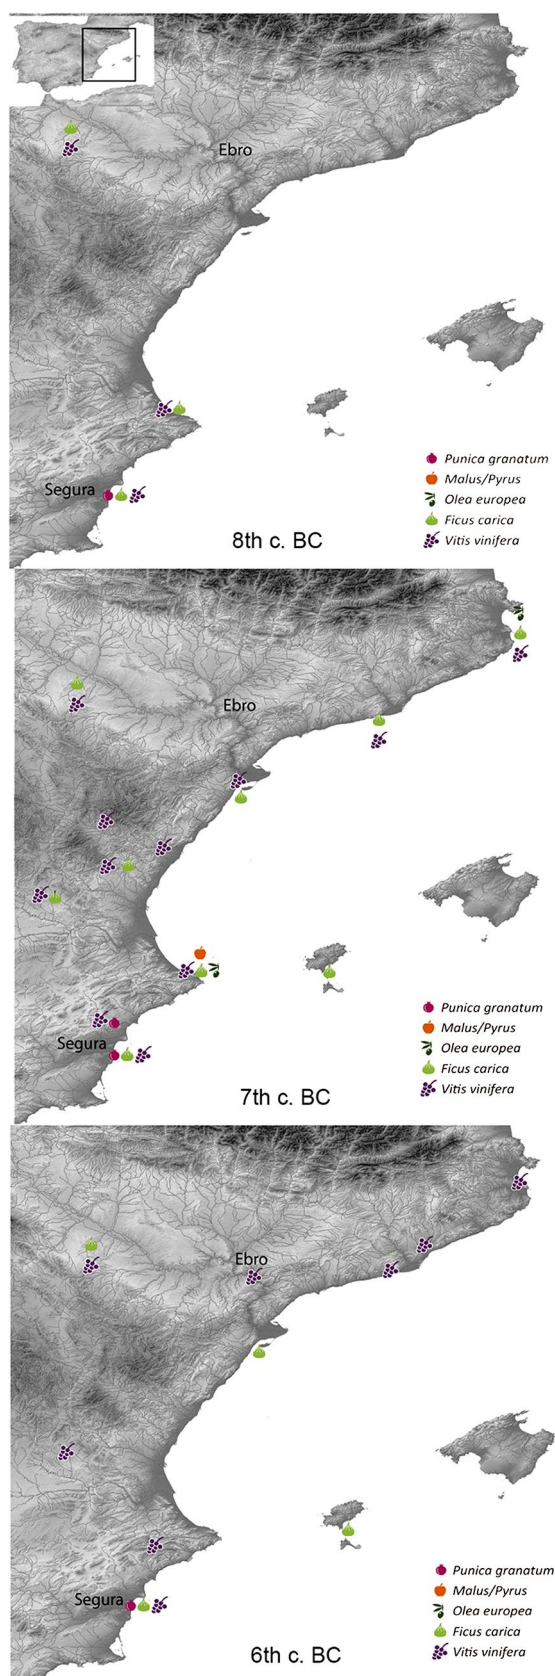 Ebro
Segura
Punica granatum
Malus/Pyrus
Olea europea
Ficus carica
Vitis vinifera
8th c. BC
Ebro
Segura
Punica granatum
Malus/Pyrus
Olea europea
Ficus carica
Vitis vinifera
7th c. BC
Ebro
Segura
Punica granatum
Malus/Pyrus
Olea europea
Ficus carica
Vitis vinifera
6th c. BC